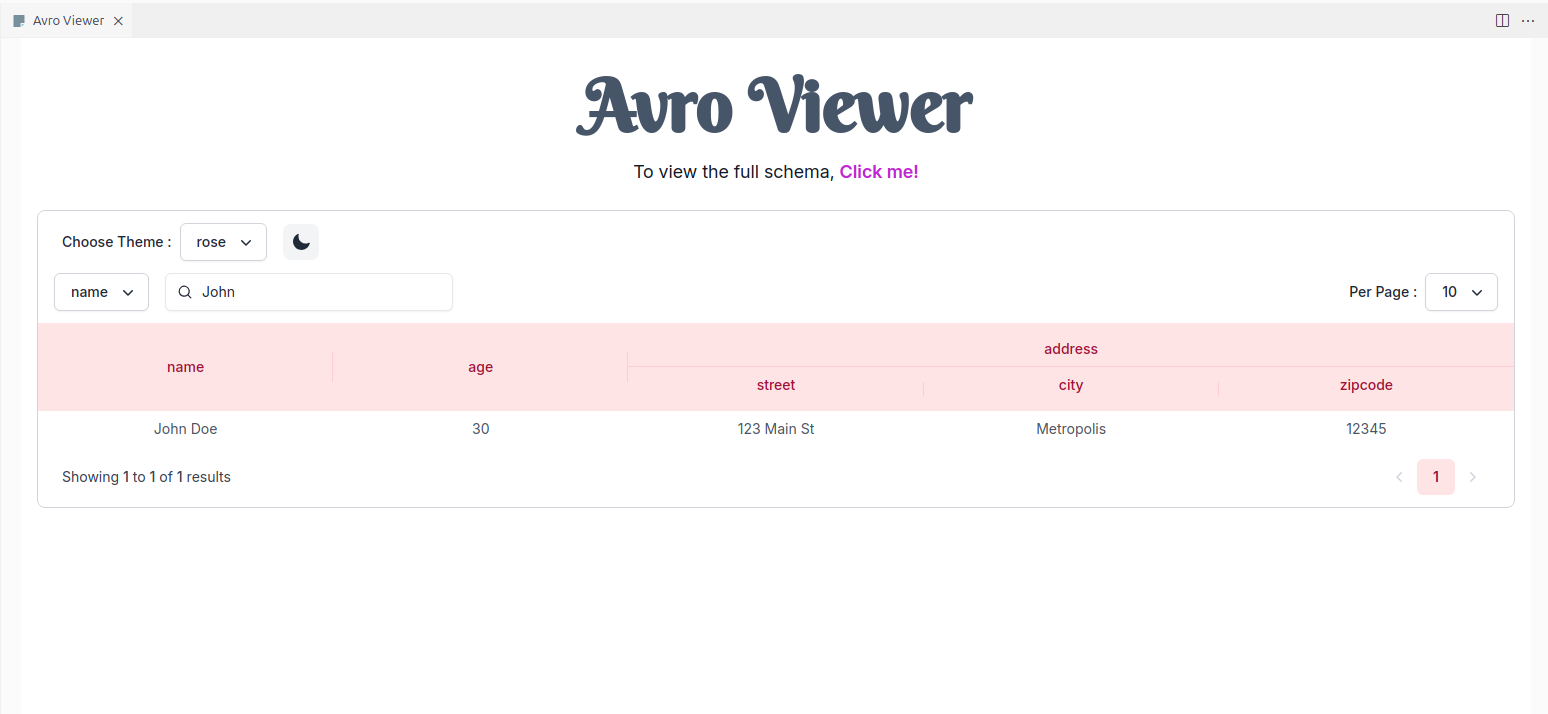 Avro Viewer
Avro Viewer
To view the full schema, Click me!
Choose Theme : rose
name John Per Page : 10
name age address
street city zipcode
John Doe 30 123 Main St Metropolis 12345
Showing 1 to 1 of 1 results 1